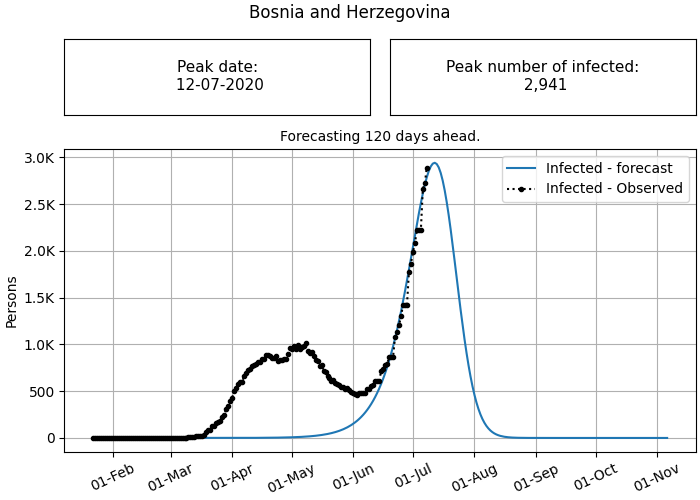 Bosnia and Herzegovina
Peak date:
12-07-2020
Peak number of infected:
2,941
Forecasting 120 days ahead.
Infected - forecast
Infected - Observed
Persons
3.0K
2.5K
2.0K
1.5K
1.0K
500
0
01-Feb
01-Mar
01-Apr
01-May
01-Jun
01-Jul
01-Aug
01-Sep
01-Oct
01-Nov